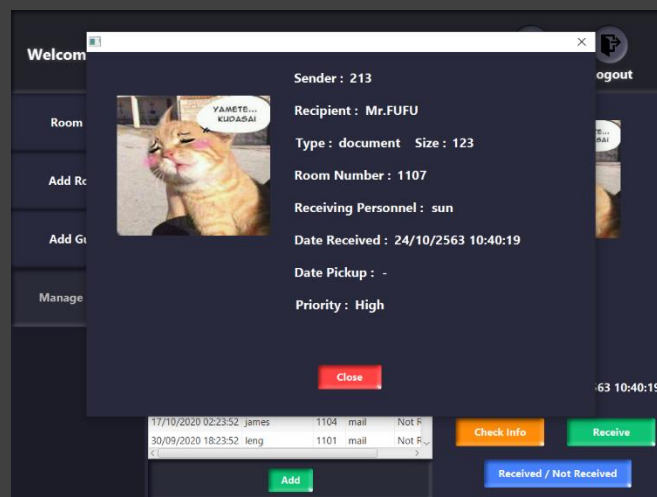 Welcom
ogout
Room
Add Ro
Add Gu
Manage
×
YAMETE...
KUDASAI
Sender : 213
Recipient : Mr.FUFU
Type : document Size : 123
Room Number : 1107
Receiving Personnel : sun
Date Received : 24/10/2563 10:40:19
Date Pickup : -
Priority : High
Close
63 10:40:19
17/10/2020 02:23:52 james 1104 mail Not R
30/09/2020 18:23:52 leng 1101 mail Not R
Check Info
Receive
Add
Received / Not Received